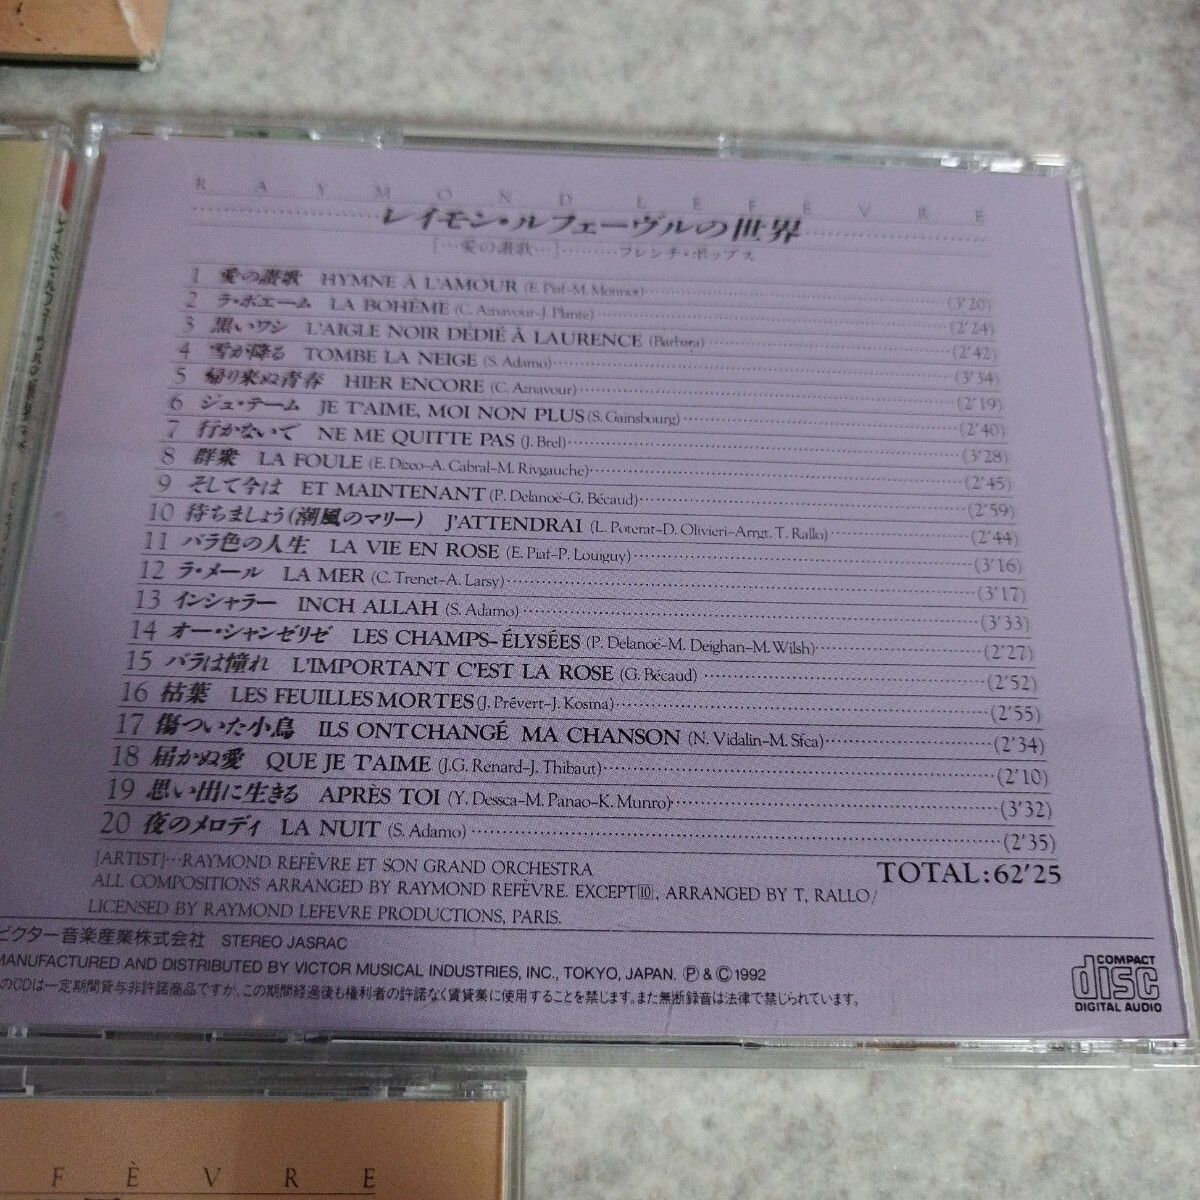 RAYMOND LEFÈVRE
レイモン・ルフェーヴルの世界
[…愛の讃歌…]………フレンチ・ポップス
1 愛の讃歌 HYMNE À L'AMOUR (E. Piaf–M. Monnot) (3'20)
2 ラ・ボエーム LA BOHÈME (C. Aznavour–J. Plante) (2'24)
3 黒いワシ L'AIGLE NOIR DÉDIÉ À LAURENCE (Barbara) (2'42)
4 雪が降る TOMBE LA NEIGE (S. Adamo) (3'34)
5 帰り来ぬ青春 HIER ENCORE (C. Aznavour) (2'19)
6 ジュ・テーム JE T'AIME, MOI NON PLUS (S. Gainsbourg) (2'40)
7 行かないで NE ME QUITTE PAS (J. Brel) (3'28)
8 群衆 LA FOULE (E. Dizeo–A. Cabral–M. Rivgauche) (2'45)
9 そして今は ET MAINTENANT (P. Delanoë–G. Bécaud) (2'59)
10 待ちましょう(潮風のマリー) J'ATTENDRAI (L. Poterat–D. Olivieri–Arrgt. T. Rallo) (2'44)
11 バラ色の人生 LA VIE EN ROSE (E. Piaf–P. Louiguy) (3'16)
12 ラ・メール LA MER (C. Trenet–A. Larsy) (3'17)
13 インシャラー INCH ALLAH (S. Adamo) (3'33)
14 オー・シャンゼリゼ LES CHAMPS-ÉLYSÉES (P. Delanoë–M. Deighan–M. Wilsh) (2'27)
15 バラは憧れ L'IMPORTANT C'EST LA ROSE (G. Bécaud) (2'52)
16 枯葉 LES FEUILLES MORTES (J. Prévert–J. Kosma) (2'55)
17 傷ついた小鳥 ILS ONT CHANGÉ MA CHANSON (N. Vidalin–M. Sfca) (2'34)
18 届かぬ愛 QUE JE T'AIME (J.G. Renard–J. Thibaut) (2'10)
19 思い出に生きる APRÈS TOI (Y. Dessca–M. Panao–K. Munro) (3'32)
20 夜のメロディ LA NUIT (S. Adamo) (2'35)
TOTAL: 62'25
[ARTIST]…RAYMOND REFÈVRE ET SON GRAND ORCHESTRA
ALL COMPOSITIONS ARRANGED BY RAYMOND REFÈVRE. EXCEPT⑩, ARRANGED BY T, RALLO/
LICENSED BY RAYMOND LEFEVRE PRODUCTIONS, PARIS.
ビクター音楽産業株式会社 STEREO JASRAC
MANUFACTURED AND DISTRIBUTED BY VICTOR MUSICAL INDUSTRIES, INC., TOKYO, JAPAN. Ⓟ & Ⓒ 1992
のCDは一定期間貸与非許諾商品ですが、この期間経過後も権利者の許諾なく賃貸業に使用することを禁じます。また無断録音は法律で禁じられています。
COMPACT
disc
DIGITAL AUDIO
FÈVRE